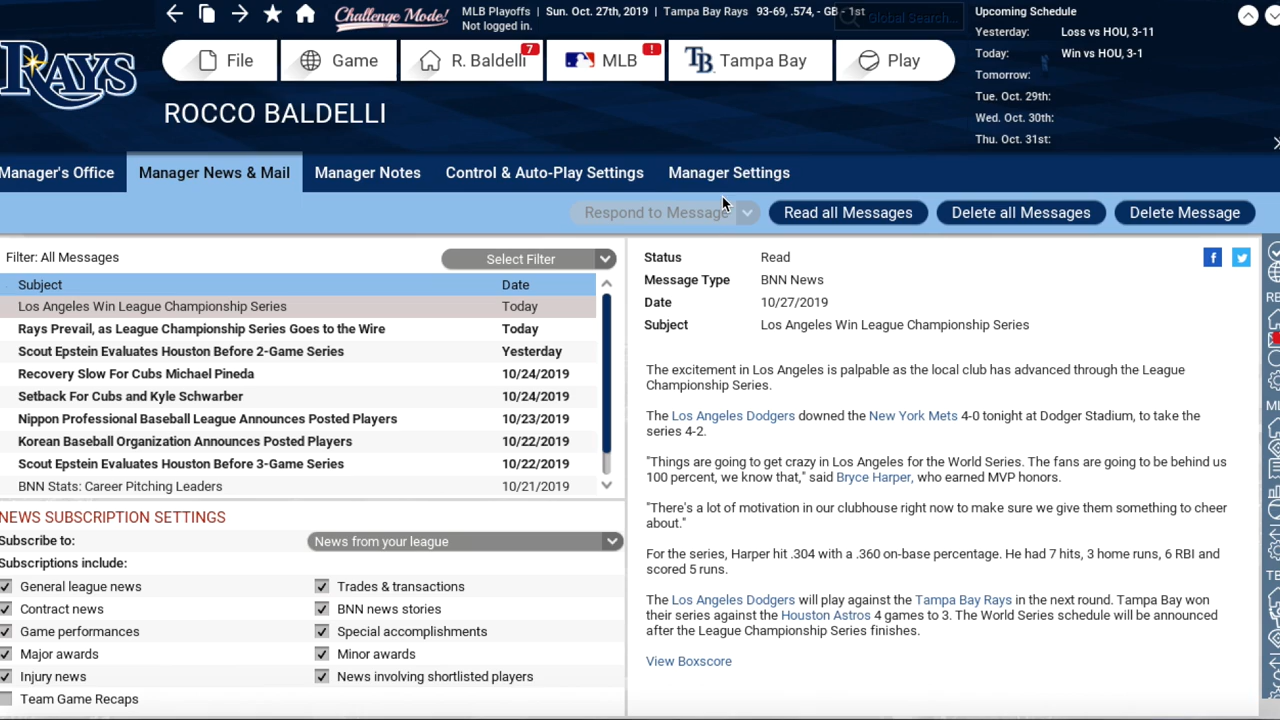 RAYS
Challenge Mode!
MLB Playoffs | Sun. Oct. 27th, 2019 | Tampa Bay Rays 93-69, .574, - GB - 1st
Not logged in.
Global Search...
File
Game
R. Baldelli
7
MLB
!
TB
Tampa Bay
Play
Upcoming Schedule
Yesterday: Loss vs HOU, 3-11
Today: Win vs HOU, 3-1
Tomorrow:
Tue. Oct. 29th:
Wed. Oct. 30th:
Thu. Oct. 31st:
ROCCO BALDELLI
Manager's Office
Manager News & Mail
Manager Notes
Control & Auto-Play Settings
Manager Settings
Respond to Message
Read all Messages
Delete all Messages
Delete Message
Filter: All Messages
Select Filter
Subject Date
Los Angeles Win League Championship Series Today
Rays Prevail, as League Championship Series Goes to the Wire Today
Scout Epstein Evaluates Houston Before 2-Game Series Yesterday
Recovery Slow For Cubs Michael Pineda 10/24/2019
Setback For Cubs and Kyle Schwarber 10/24/2019
Nippon Professional Baseball League Announces Posted Players 10/23/2019
Korean Baseball Organization Announces Posted Players 10/22/2019
Scout Epstein Evaluates Houston Before 3-Game Series 10/22/2019
BNN Stats: Career Pitching Leaders 10/21/2019
NEWS SUBSCRIPTION SETTINGS
Subscribe to: News from your league
Subscriptions include:
General league news Trades & transactions
Contract news BNN news stories
Game performances Special accomplishments
Major awards Minor awards
Injury news News involving shortlisted players
Team Game Recaps
Status Read
Message Type BNN News
Date 10/27/2019
Subject Los Angeles Win League Championship Series
The excitement in Los Angeles is palpable as the local club has advanced through the League
Championship Series.
The Los Angeles Dodgers downed the New York Mets 4-0 tonight at Dodger Stadium, to take the
series 4-2.
"Things are going to get crazy in Los Angeles for the World Series. The fans are going to be behind us
100 percent, we know that," said Bryce Harper, who earned MVP honors.
"There's a lot of motivation in our clubhouse right now to make sure we give them something to cheer
about."
For the series, Harper hit .304 with a .360 on-base percentage. He had 7 hits, 3 home runs, 6 RBI and
scored 5 runs.
The Los Angeles Dodgers will play against the Tampa Bay Rays in the next round. Tampa Bay won
their series against the Houston Astros 4 games to 3. The World Series schedule will be announced
after the League Championship Series finishes.
View Boxscore
RE
ML
TE